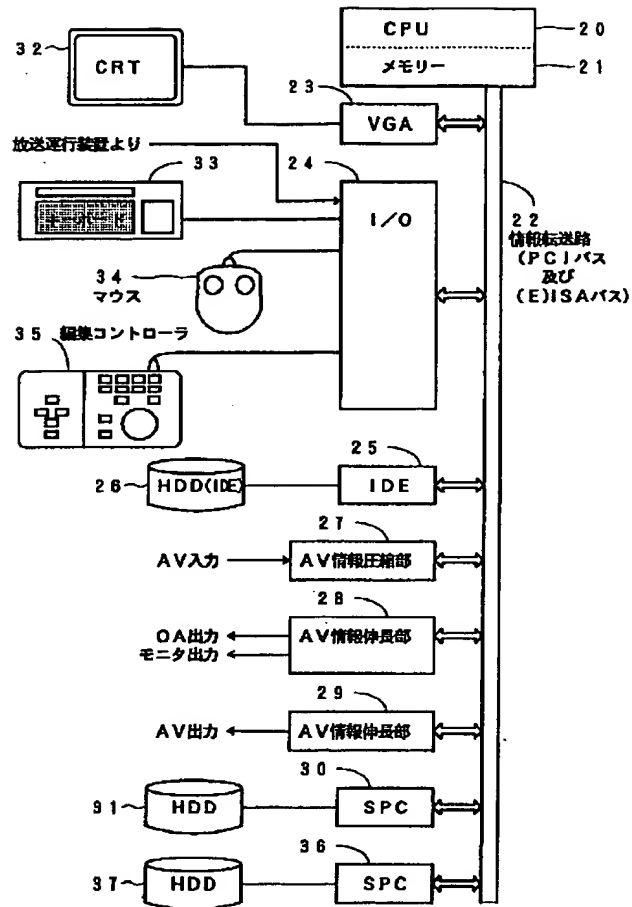 32
CRT
CPU
20
メモリー
21
23
VGA
放送運行装置より
33
24
キーボード
I/O
22
情報転送路
(PCIバス
及び
(E)ISAバス)
34
マウス
35 編集コントローラ
25
26
HDD(IDE)
IDE
27
AV入力
AV情報圧縮部
28
OA出力
AV情報伸長部
モニタ出力
29
AV出力
AV情報伸長部
30
31
HDD
SPC
36
37
HDD
SPC